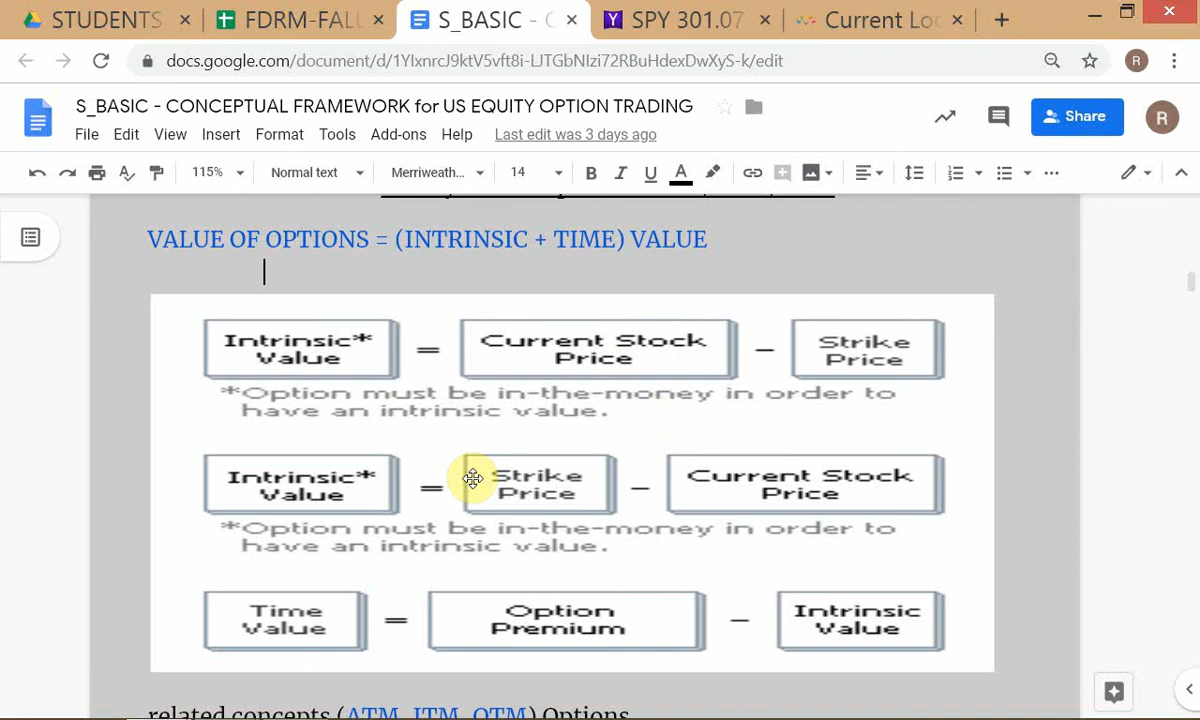 STUDENTS
FDRM-FALL
S_BASIC - C
SPY 301.07
Current Loc
docs.google.com/document/d/1YIxnrcJ9ktV5vft8i-LJTGbNIzi72RBuHdexDwXyS-k/edit
R
S_BASIC - CONCEPTUAL FRAMEWORK for US EQUITY OPTION TRADING
File Edit View Insert Format Tools Add-ons Help Last edit was 3 days ago
Share
R
115% Normal text Merriweath... 14 B I U A
VALUE OF OPTIONS = (INTRINSIC + TIME) VALUE
Intrinsic* Value = Current Stock Price – Strike Price
*Option must be in-the-money in order to
have an intrinsic value.
Intrinsic* Value = Strike Price – Current Stock Price
*Option must be in-the-money in order to
have an intrinsic value.
Time Value = Option Premium – Intrinsic Value
related concepts (ATM, ITM, OTM) Options